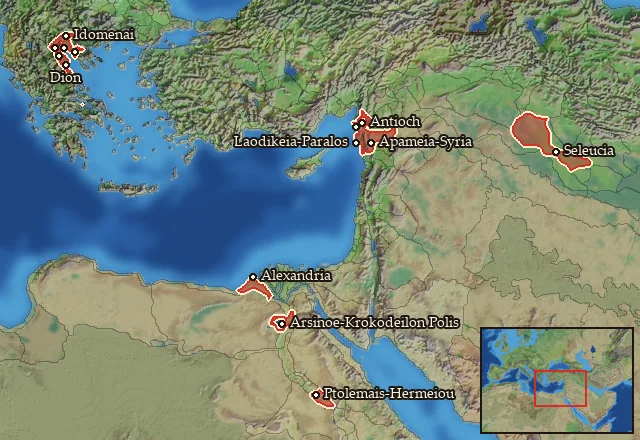 Idomenai
Dion
Antioch
Laodikeia-Paralos
Apameia-Syria
Seleucia
Alexandria
Arsinoe-Krokodeilon Polis
Ptolemais-Hermeiou